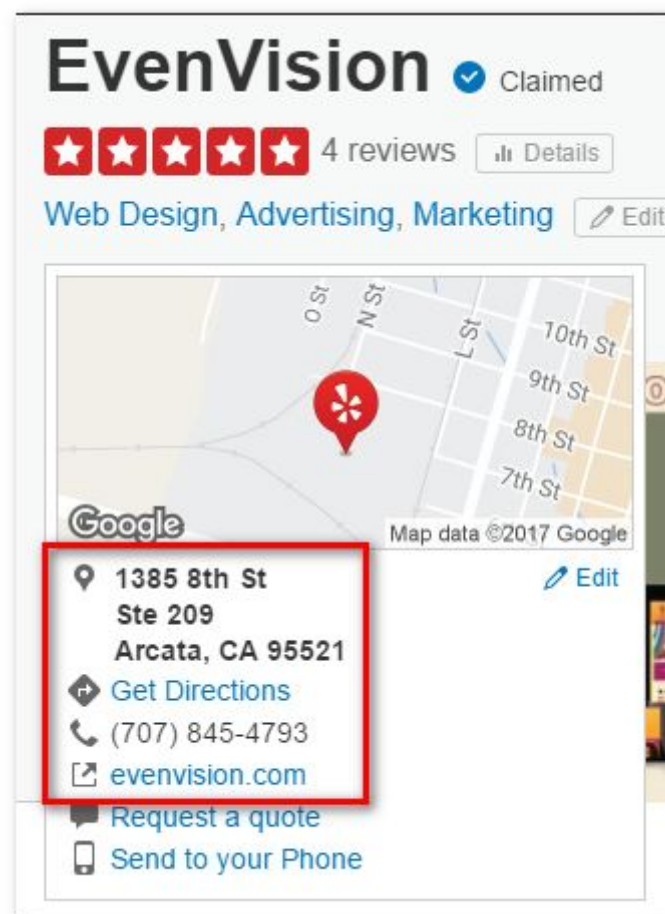 EvenVision Claimed
4 reviews Details
Web Design, Advertising, Marketing Edit
O St
N St
L St
10th St
9th St
8th St
7th St
Google
Map data ©2017 Google
1385 8th St
Edit
Ste 209
Arcata, CA 95521
Get Directions
(707) 845-4793
evenvision.com
Request a quote
Send to your Phone